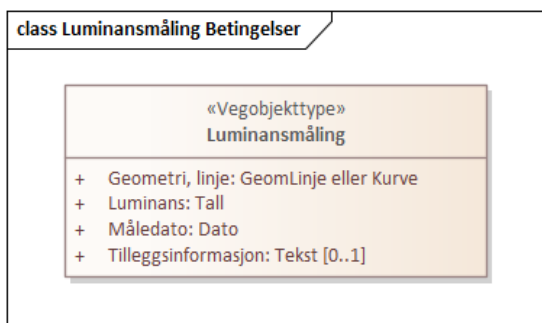 class Luminansmåling Betingelser
«Vegobjekttype»
Luminansmåling
+ Geometri, linje: GeomLinje eller Kurve
+ Luminans: Tall
+ Måledato: Dato
+ Tilleggsinformasjon: Tekst [0..1]